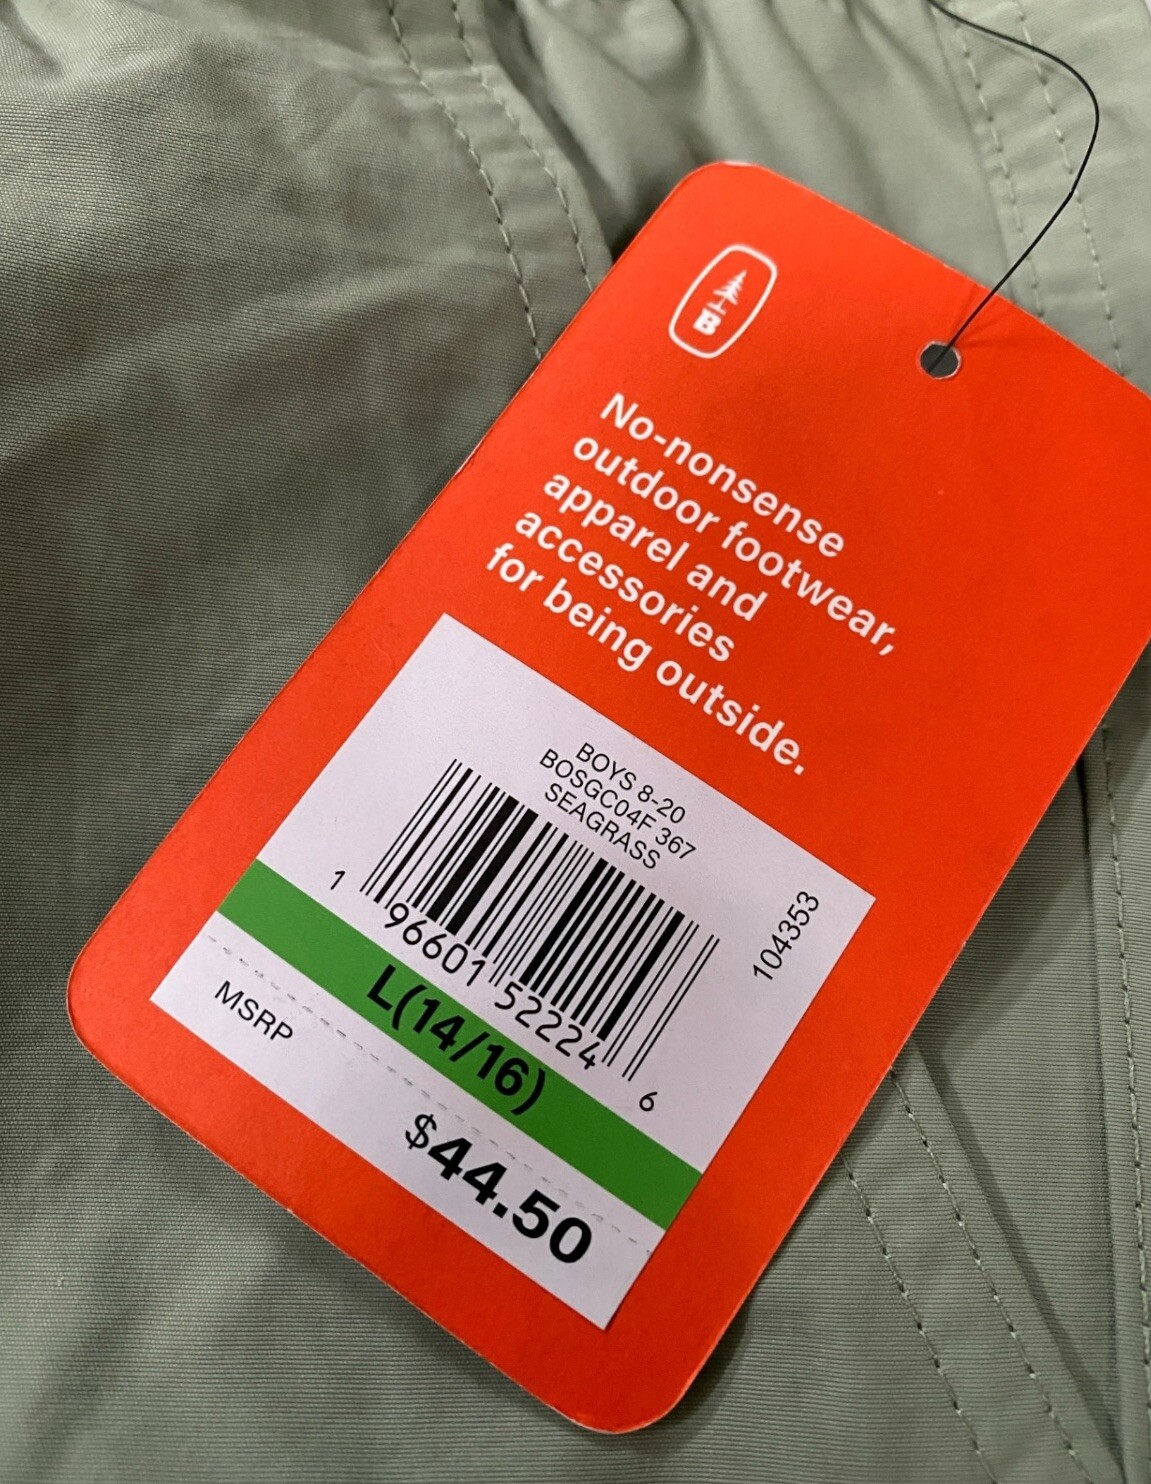 B
No-nonsense
outdoor footwear,
apparel and
accessories
for being outside.
BOYS 8-20
BOSGC04F 367
SEAGRASS
104353
1 96601 52224 6
L(14/16)
MSRP
$44.50